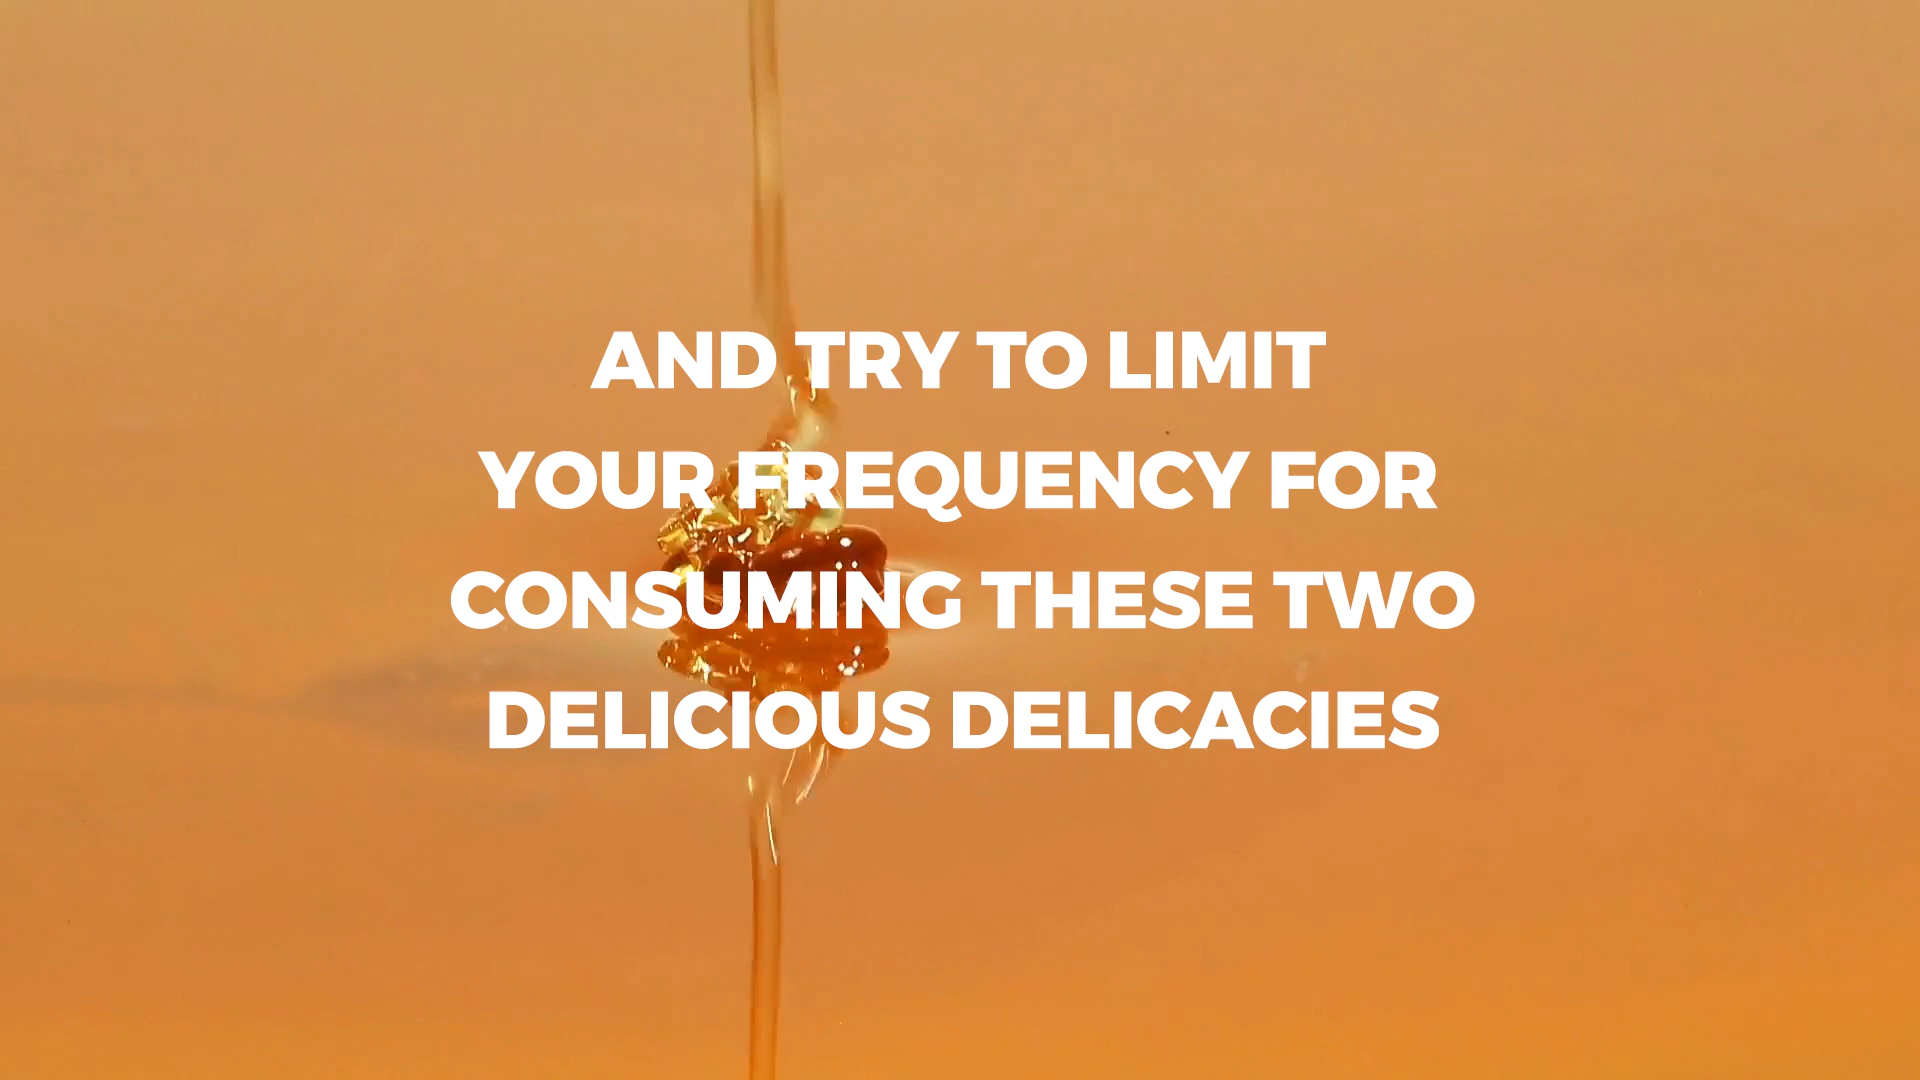 AND TRY TO LIMIT
YOUR FREQUENCY FOR
CONSUMING THESE TWO
DELICIOUS DELICACIES